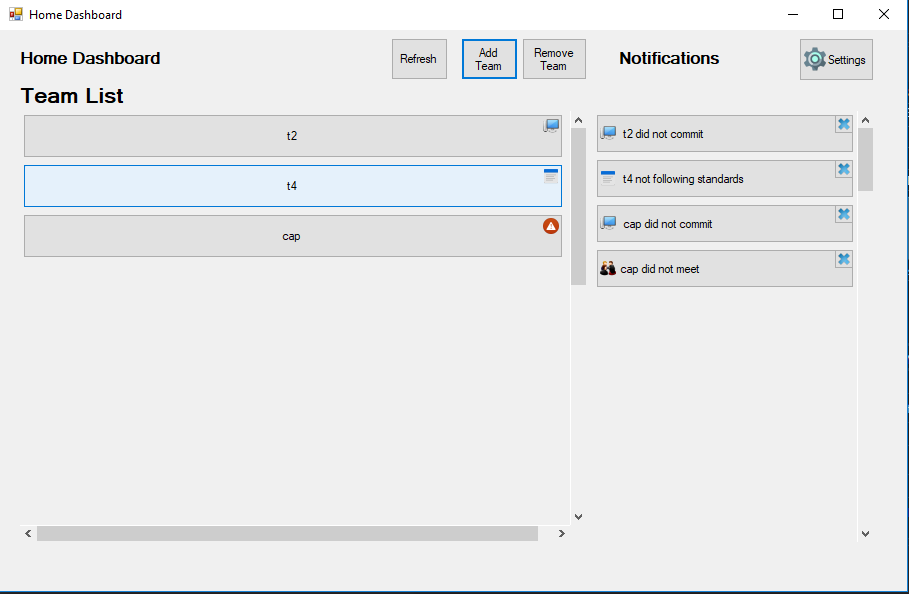 Home Dashboard
Home Dashboard
Refresh
Add
Team
Remove
Team
Notifications
Settings
Team List
t2
t4
cap
t2 did not commit
t4 not following standards
cap did not commit
cap did not meet